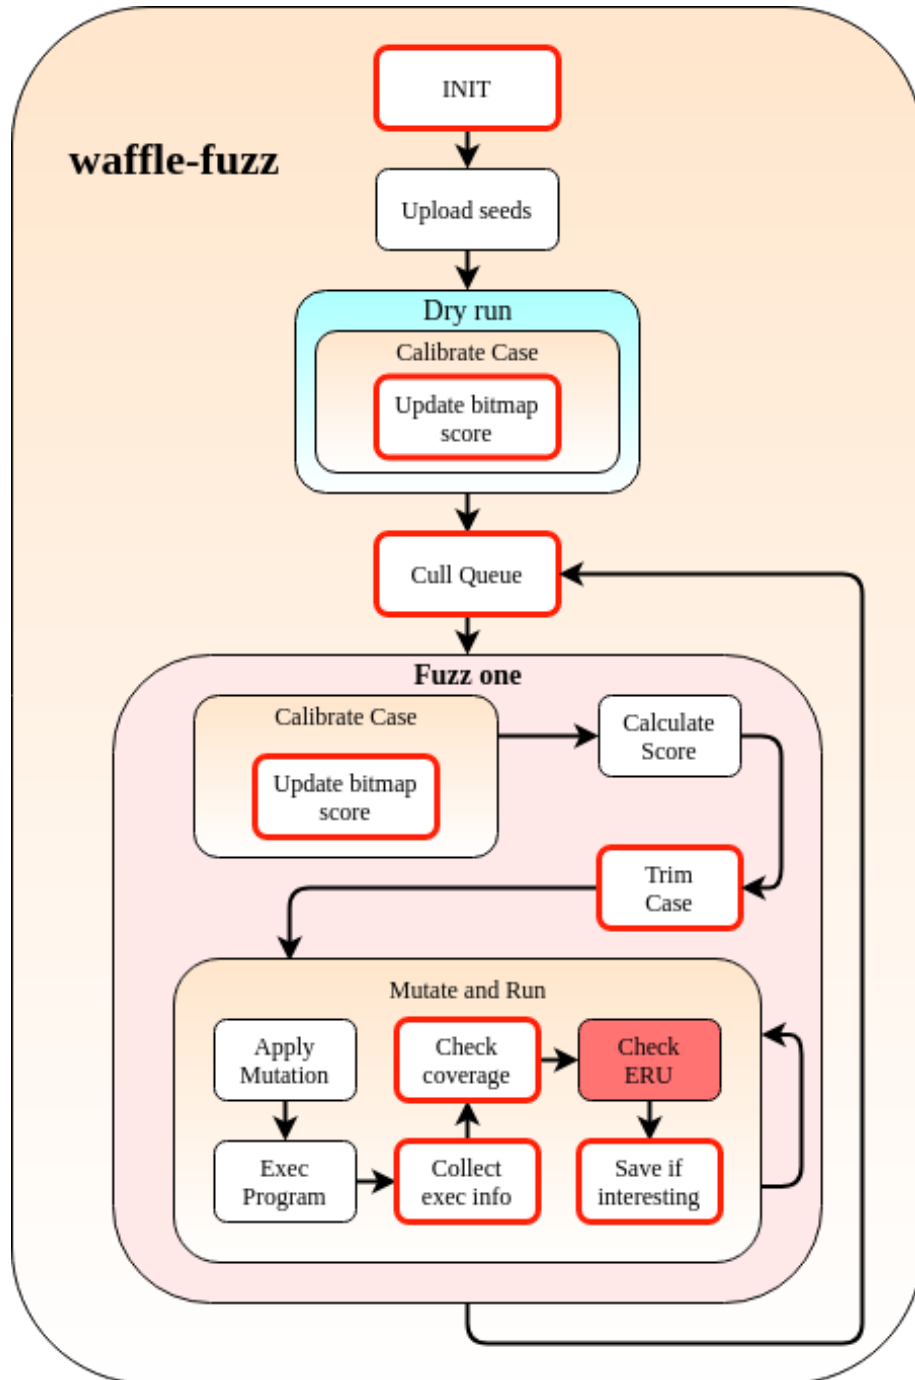 INIT
waffle-fuzz
Upload seeds
Dry run
Calibrate Case
Update bitmap
score
Cull Queue
Fuzz one
Calibrate Case
Update bitmap
score
Calculate
Score
Trim
Case
Mutate and Run
Apply
Mutation
Exec
Program
Collect
exec info
Check
coverage
Check
ERU
Save if
interesting